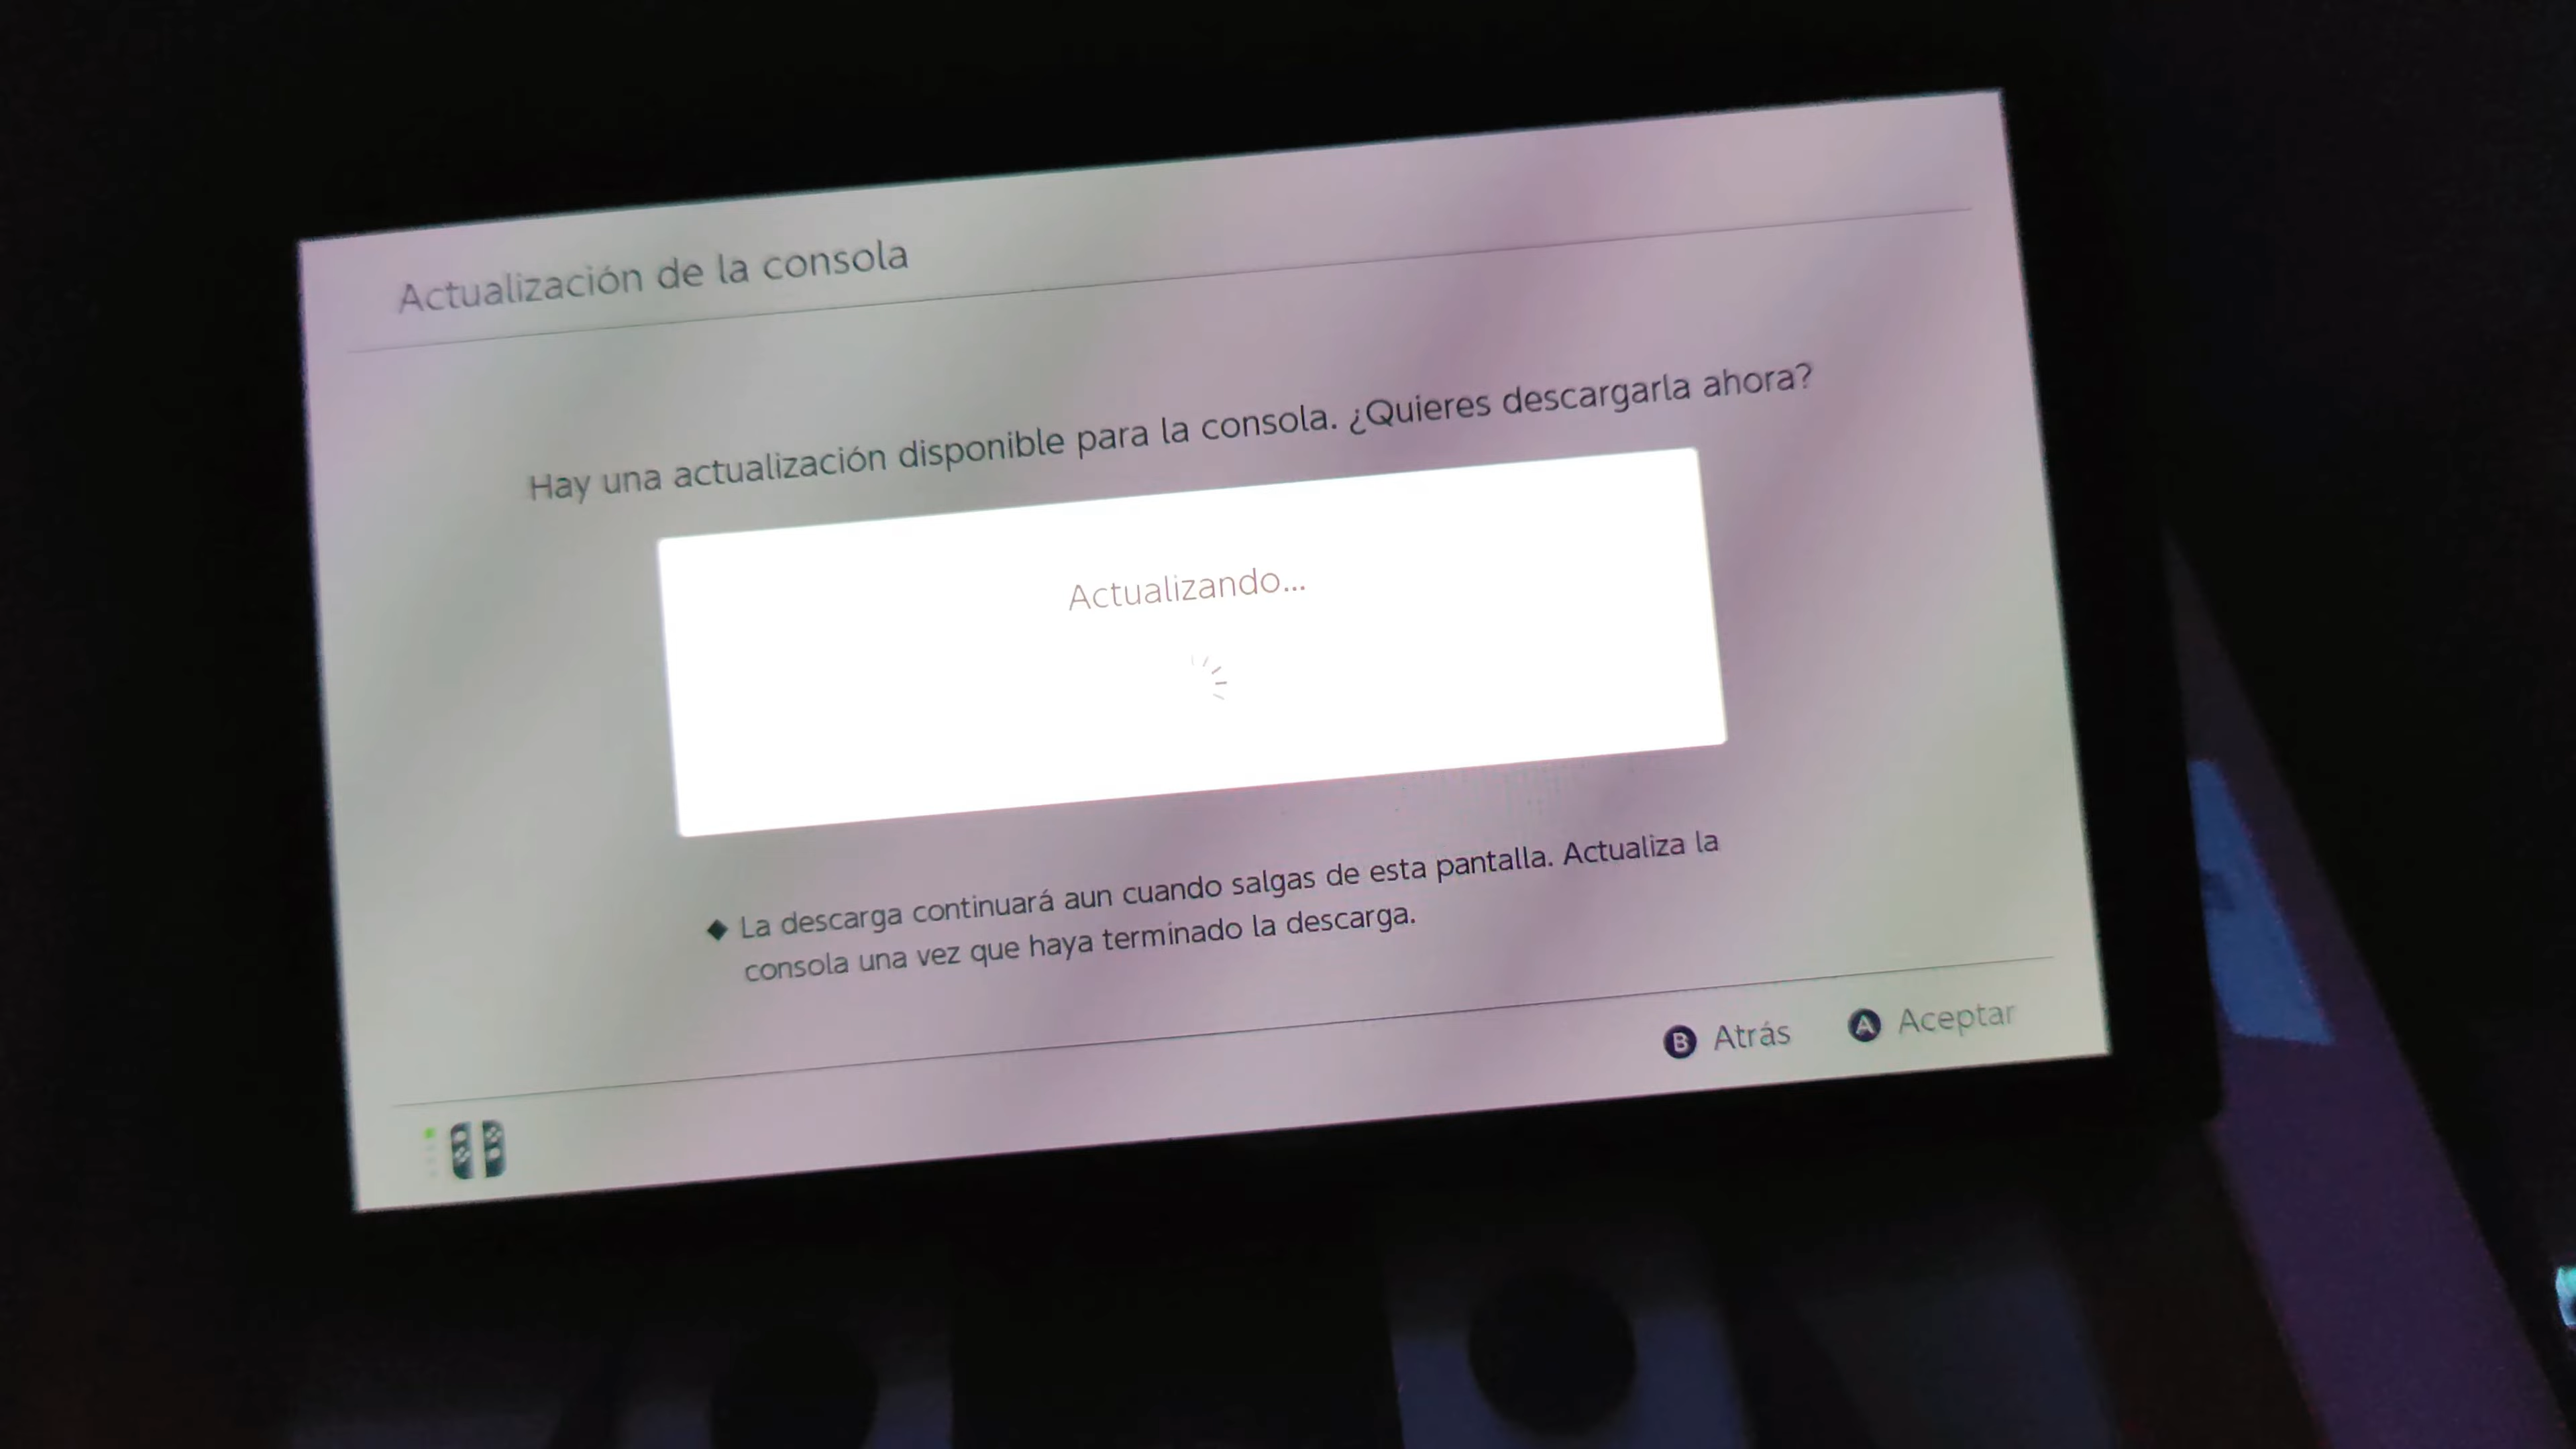 Actualización de la consola
Hay una actualización disponible para la consola. ¿Quieres descargarla ahora?
Actualizando...
◆ La descarga continuará aun cuando salgas de esta pantalla. Actualiza la
consola una vez que haya terminado la descarga.
B Atrás A Aceptar